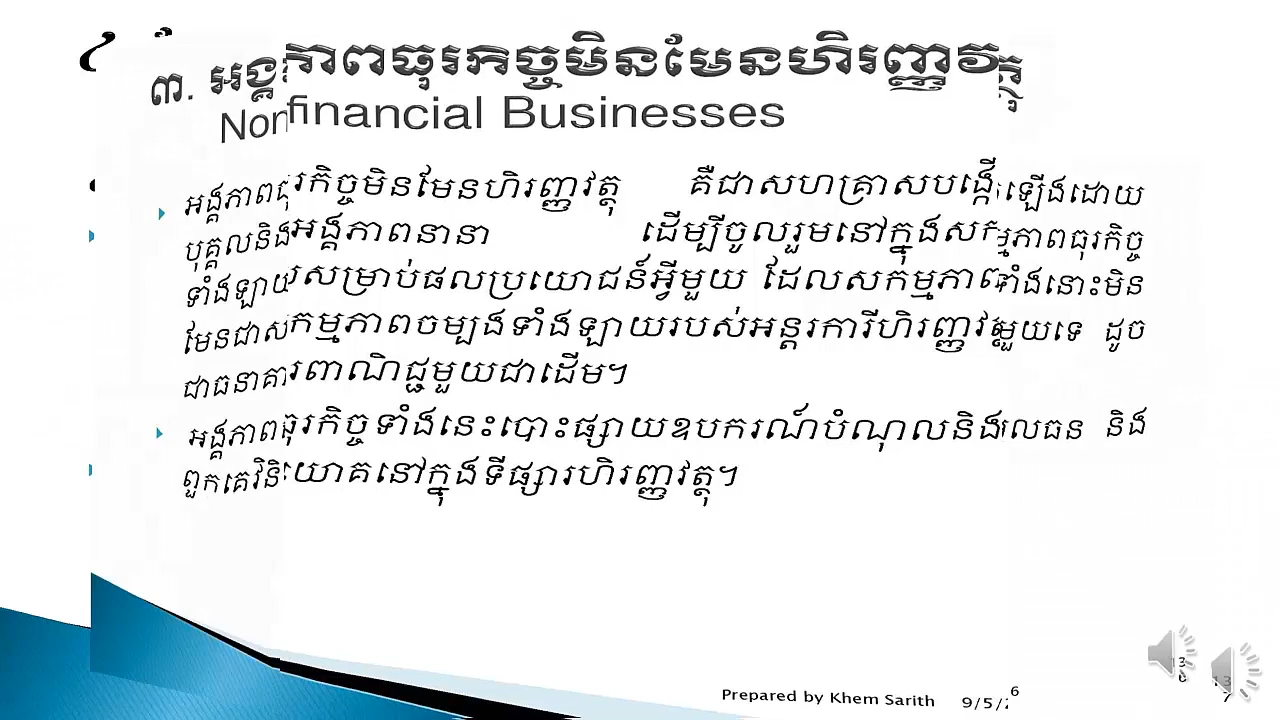 ៣. អង្គភាពធុរកិច្ចមិនមែនហិរញ្ញវត្ថុ
Nonfinancial Businesses
អង្គភាពធុរកិច្ចមិនមែនហិរញ្ញវត្ថុ គឺជាសហគ្រាសបង្កើតឡើងដោយ
បុគ្គលនិងអង្គភាពនានា ដើម្បីចូលរួមនៅក្នុងសកម្មភាពធុរកិច្ច
ទាំងឡាយសម្រាប់ផលប្រយោជន៍អ្វីមួយ ដែលសកម្មភាពទាំងនោះមិន
មែនជាសកម្មភាពចម្បងទាំងឡាយរបស់អន្តរការីហិរញ្ញវត្ថុមួយទេ ដូច
ជាធនាគារពាណិជ្ជមួយជាដើម។
អង្គភាពធុរកិច្ចទាំងនេះបោះផ្សាយឧបករណ៍បំណុលនិងមូលធន និង
ពួកគេវិនិយោគនៅក្នុងទីផ្សារហិរញ្ញវត្ថុ។
Prepared by Khem Sarith 9/5/2